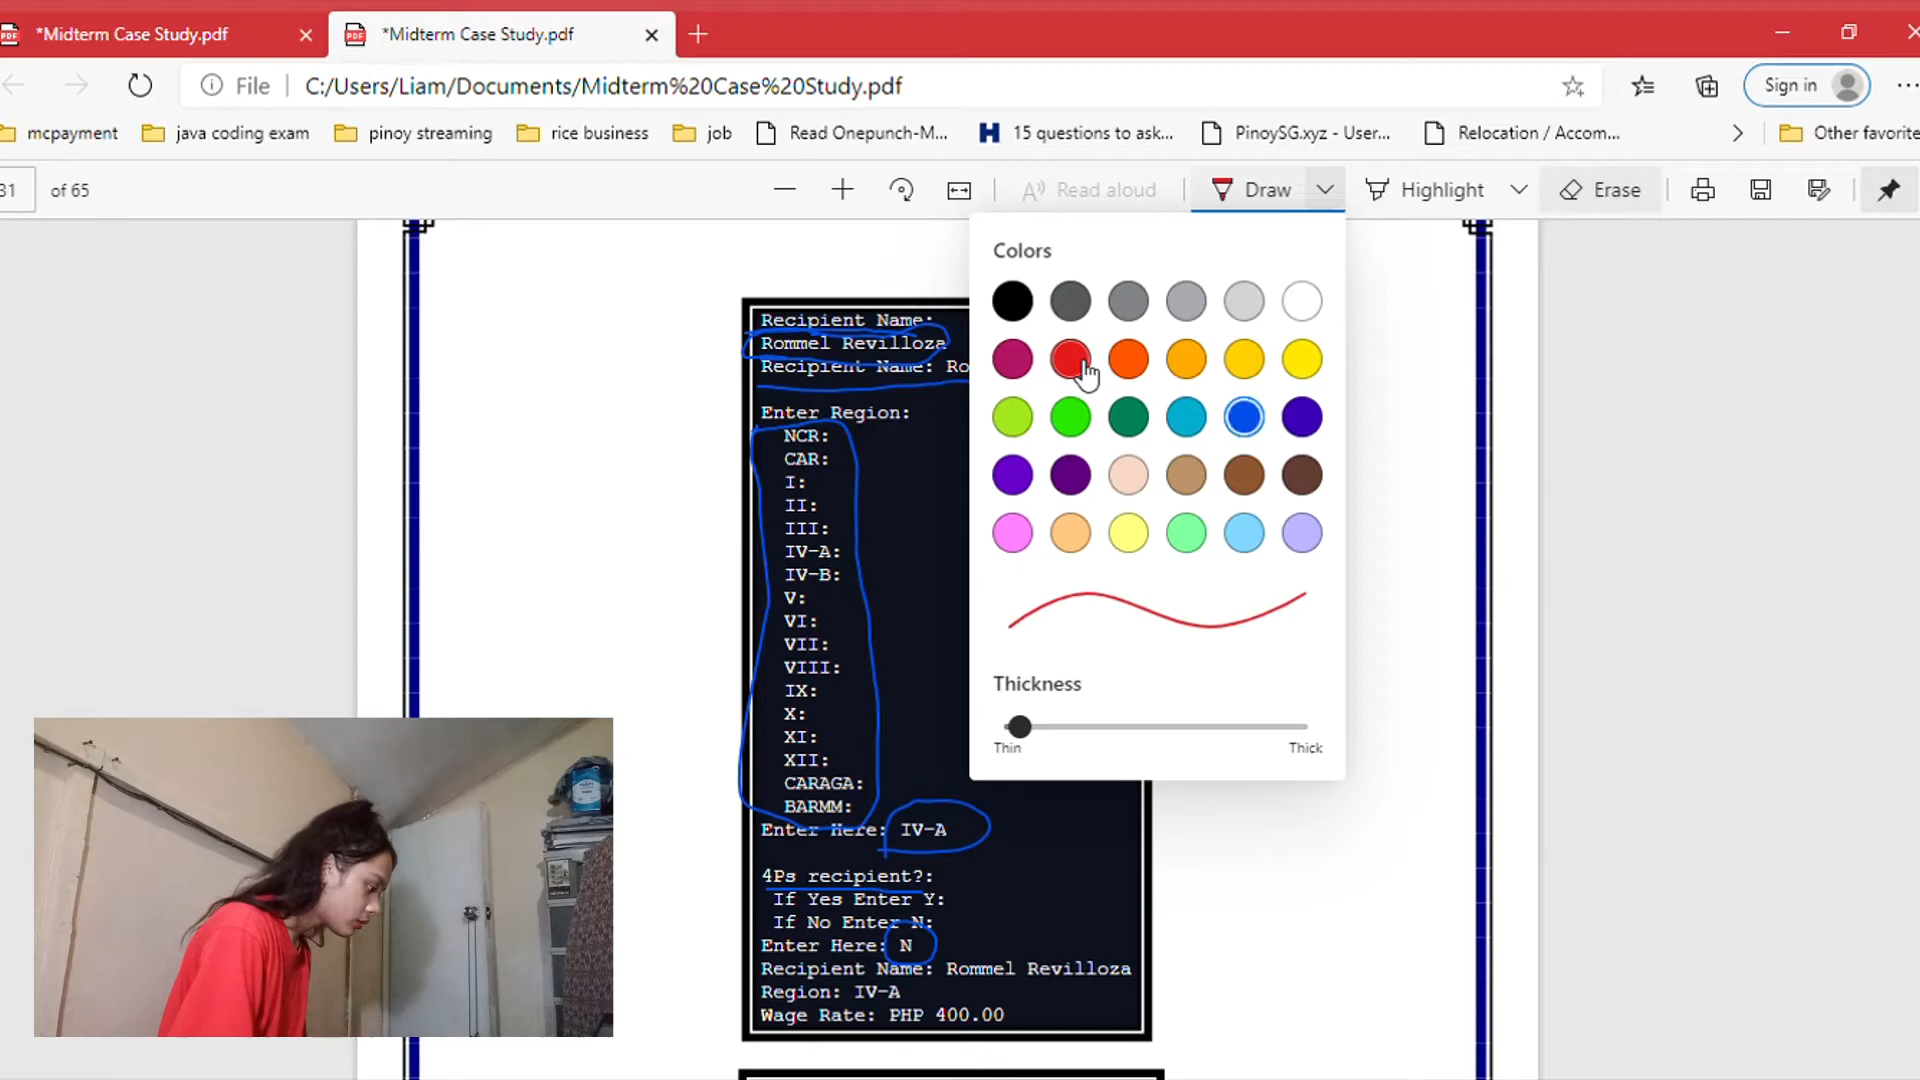 *Midterm Case Study.pdf
*Midterm Case Study.pdf
File
C:/Users/Liam/Documents/Midterm%20Case%20Study.pdf
Sign in
mcpayment
java coding exam
pinoy streaming
rice business
job
Read Onepunch-M...
15 questions to ask...
PinoySG.xyz - User...
Relocation / Accom...
Other favorite
31 of 65
Read aloud
Draw
Highlight
Erase
Colors
Thickness
Thin
Thick
Recipient Name:
Rommel Revilloza
Recipient Name: Ro
Enter Region:
NCR:
CAR:
I:
II:
III:
IV-A:
IV-B:
V:
VI:
VII:
VIII:
IX:
X:
XI:
XII:
CARAGA:
BARMM:
Enter Here: IV-A
4Ps recipient?:
If Yes Enter Y:
If No Enter N:
Enter Here: N
Recipient Name: Rommel Revilloza
Region: IV-A
Wage Rate: PHP 400.00